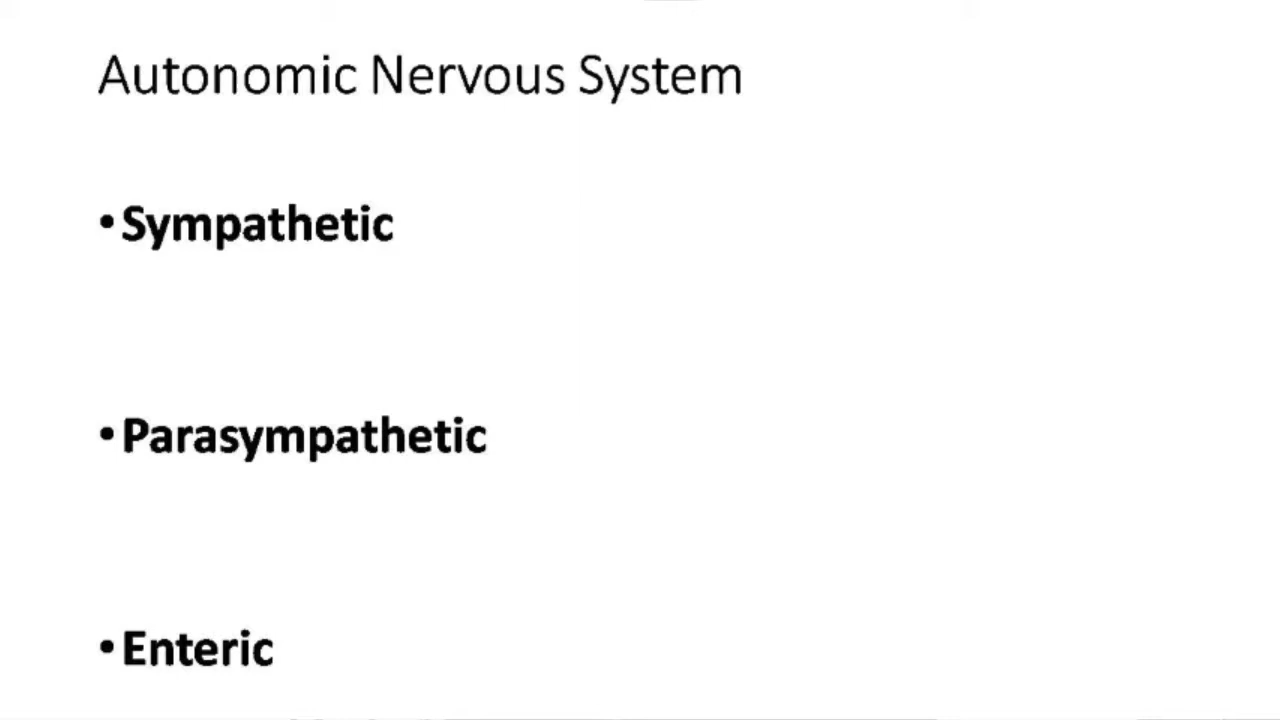 Autonomic Nervous System
•Sympathetic
•Parasympathetic
•Enteric